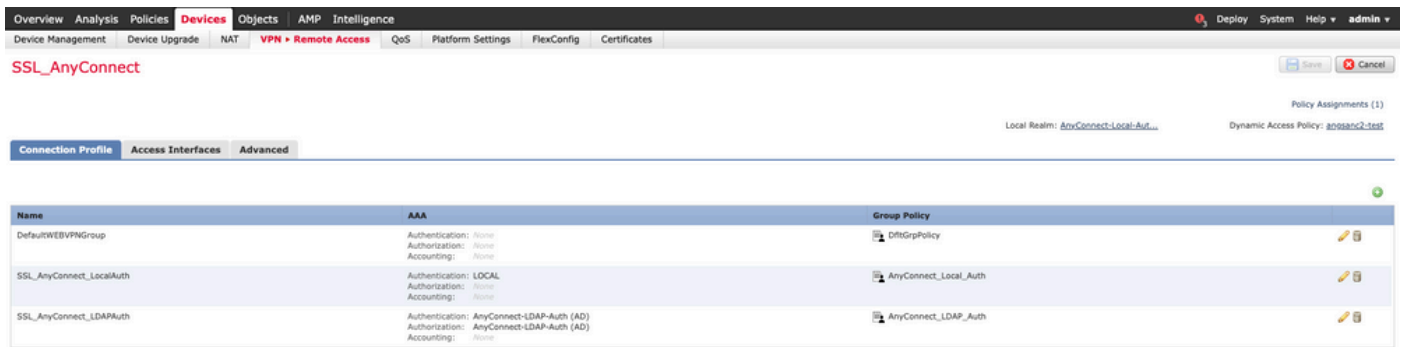 Overview Analysis Policies Devices Objects AMP Intelligence 3 Deploy System Help admin
Device Management Device Upgrade NAT VPN ▸ Remote Access QoS Platform Settings FlexConfig Certificates
SSL_AnyConnect Save Cancel
Policy Assignments (1)
Local Realm: AnyConnect-Local-Aut... Dynamic Access Policy: angsanc2-test
Connection Profile Access Interfaces Advanced
Name AAA Group Policy
DefaultWEBVPNGroup Authentication: None DfltGrpPolicy
Authorization: None
Accounting: None
SSL_AnyConnect_LocalAuth Authentication: LOCAL AnyConnect_Local_Auth
Authorization: None
Accounting: None
SSL_AnyConnect_LDAPAuth Authentication: AnyConnect-LDAP-Auth (AD) AnyConnect_LDAP_Auth
Authorization: AnyConnect-LDAP-Auth (AD)
Accounting: None